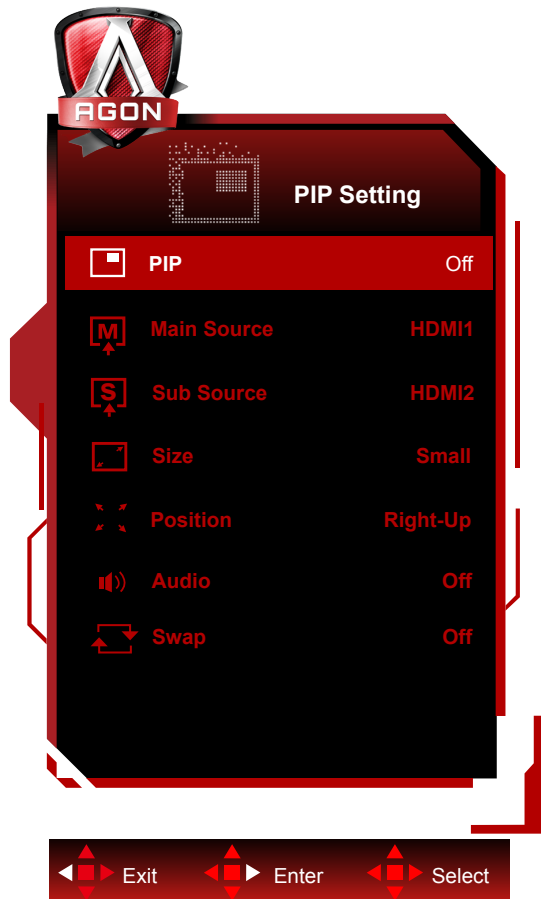 AGON
PIP Setting
PIP Off
M Main Source HDMI1
S Sub Source HDMI2
Size Small
Position Right-Up
Audio Off
Swap Off
Exit Enter Select